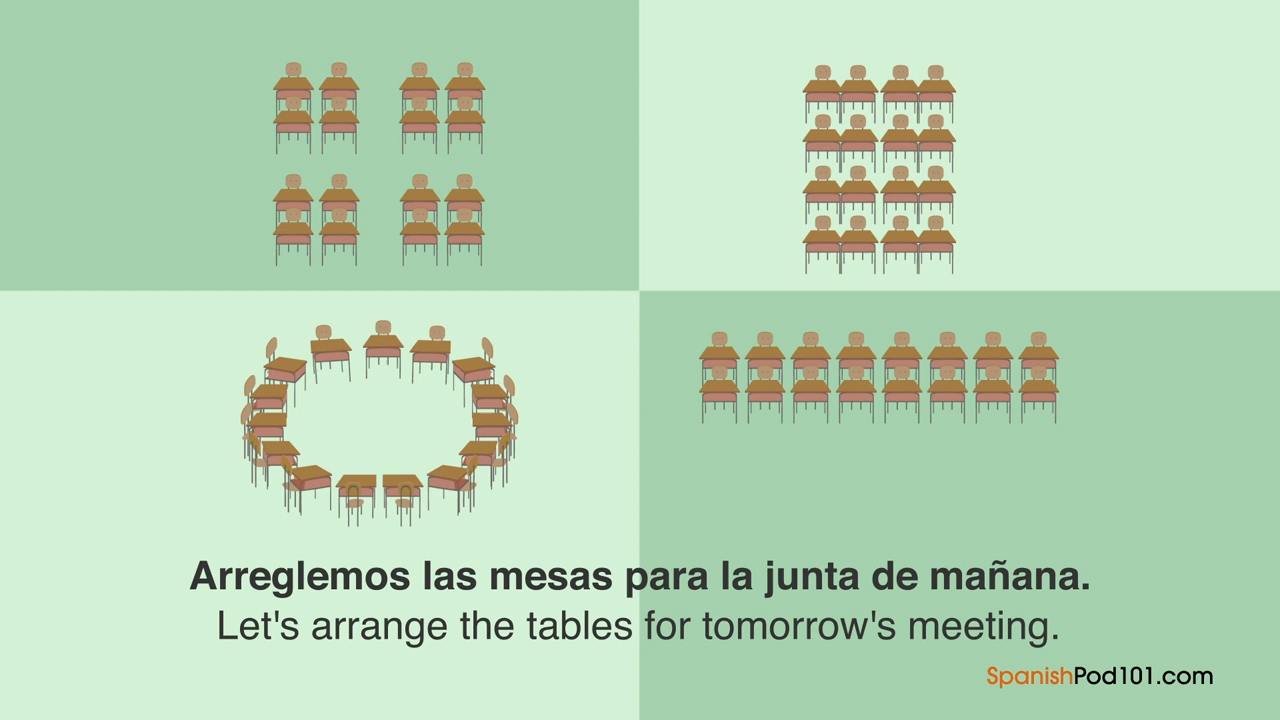 Arreglemos las mesas para la junta de mañana.
Let's arrange the tables for tomorrow's meeting.
SpanishPod101.com